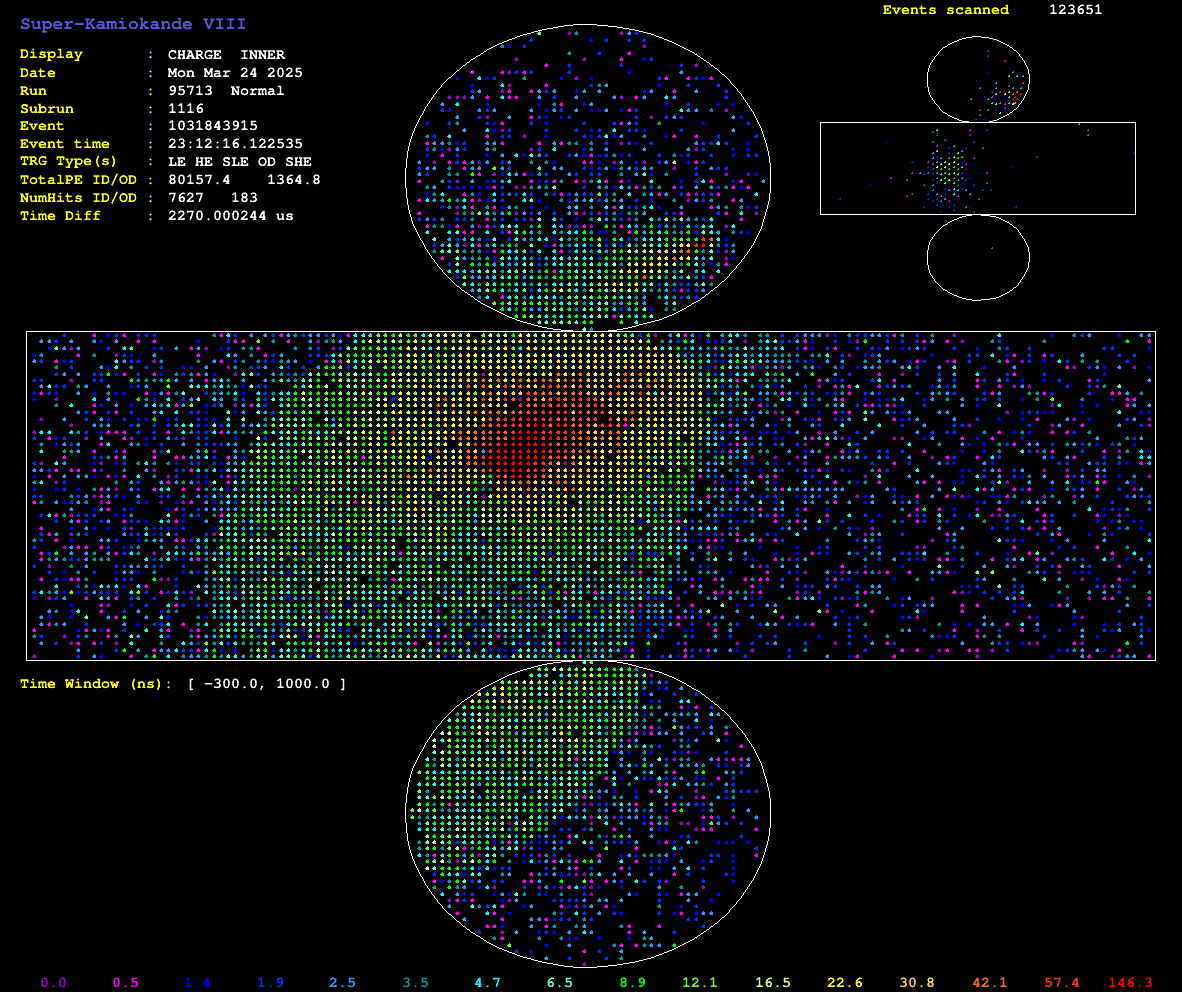 Super-Kamiokande VIII
Events scanned 123651
Display : CHARGE INNER
Date : Mon Mar 24 2025
Run : 95713 Normal
Subrun : 1116
Event : 1031843915
Event time : 23:12:16.122535
TRG Type(s) : LE HE SLE OD SHE
TotalPE ID/OD : 80157.4 1364.8
NumHits ID/OD : 7627 183
Time Diff : 2270.000244 us
Time Window (ns): [ -300.0, 1000.0 ]
0.0 0.5 1.4 1.9 2.5 3.5 4.7 6.5 8.9 12.1 16.5 22.6 30.8 42.1 57.4 146.3